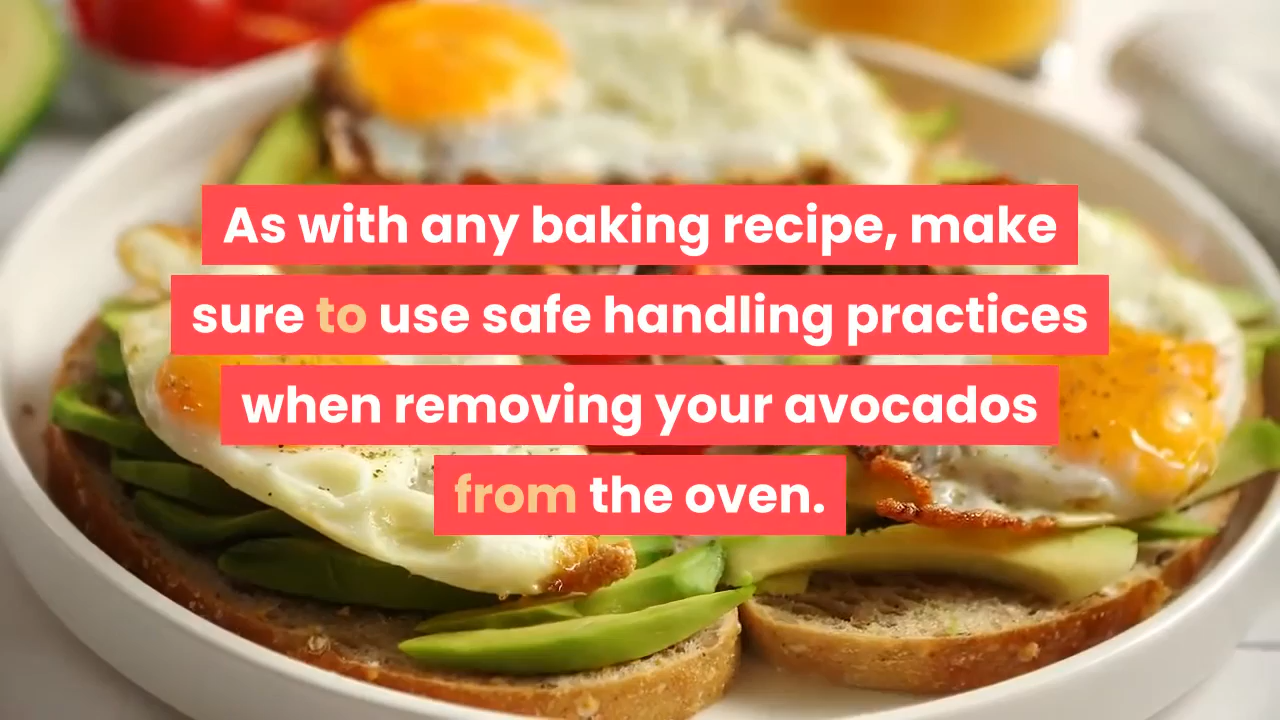 As with any baking recipe, make
sure to use safe handling practices
when removing your avocados
from the oven.